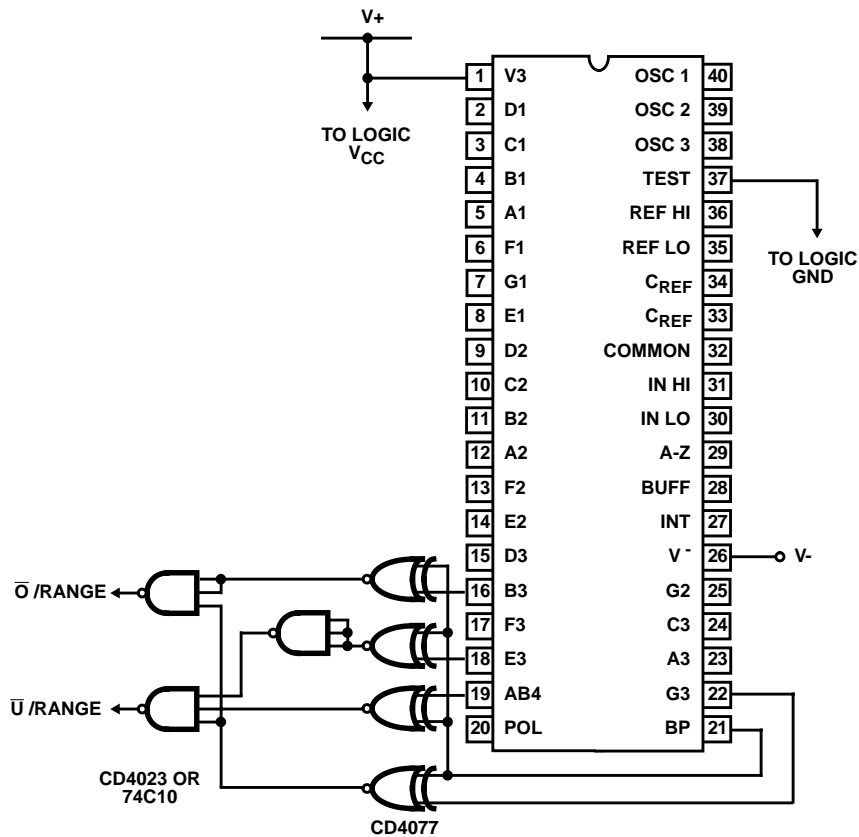 V+
TO LOGIC
VCC
1 V3 OSC 1 40
2 D1 OSC 2 39
3 C1 OSC 3 38
4 B1 TEST 37
5 A1 REF HI 36
6 F1 REF LO 35
7 G1 CREF 34
8 E1 CREF 33
9 D2 COMMON 32
10 C2 IN HI 31
11 B2 IN LO 30
12 A2 A-Z 29
13 F2 BUFF 28
14 E2 INT 27
15 D3 V - 26
16 B3 G2 25
17 F3 C3 24
18 E3 A3 23
19 AB4 G3 22
20 POL BP 21
TO LOGIC
GND
V-
O̅ /RANGE
U̅ /RANGE
CD4023 OR
74C10
CD4077